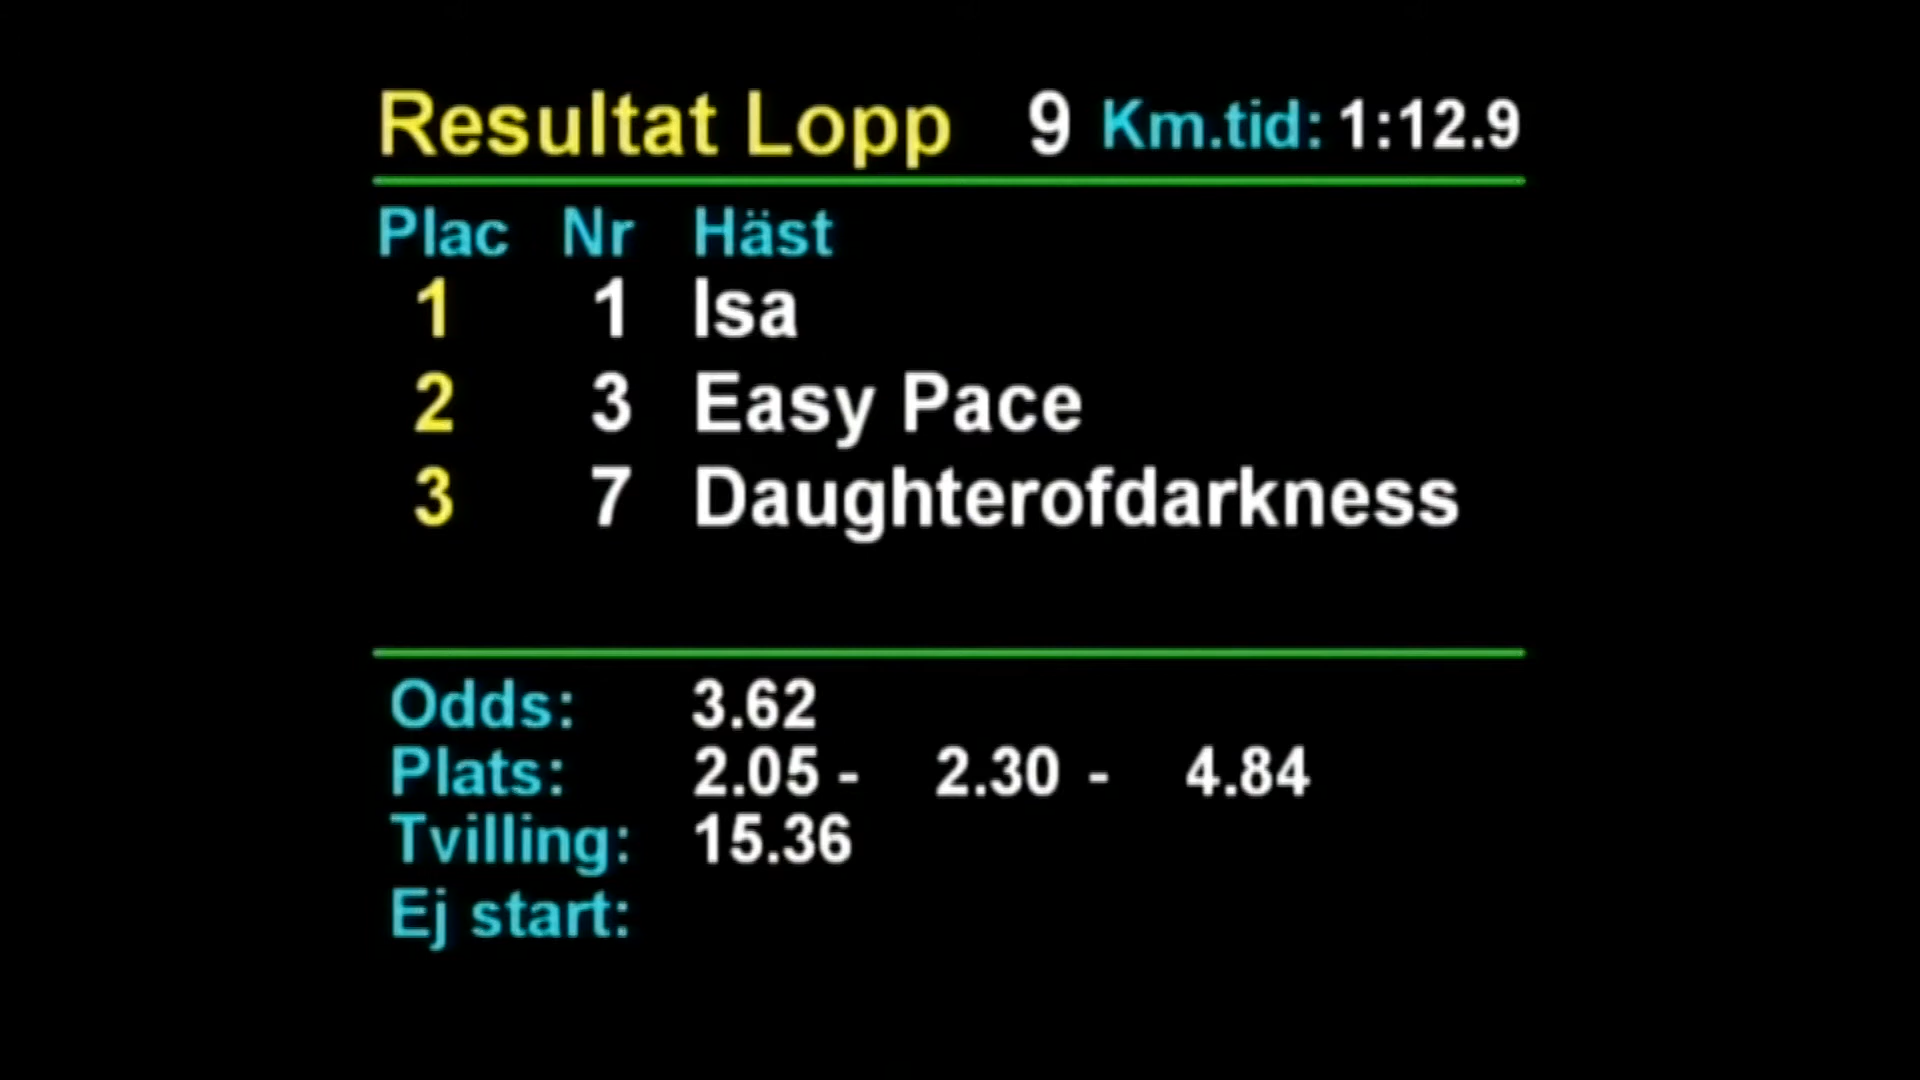 Resultat Lopp 9 Km.tid: 1:12.9
Plac Nr Häst
1 1 Isa
2 3 Easy Pace
3 7 Daughterofdarkness
Odds: 3.62
Plats: 2.05 - 2.30 - 4.84
Tvilling: 15.36
Ej start: